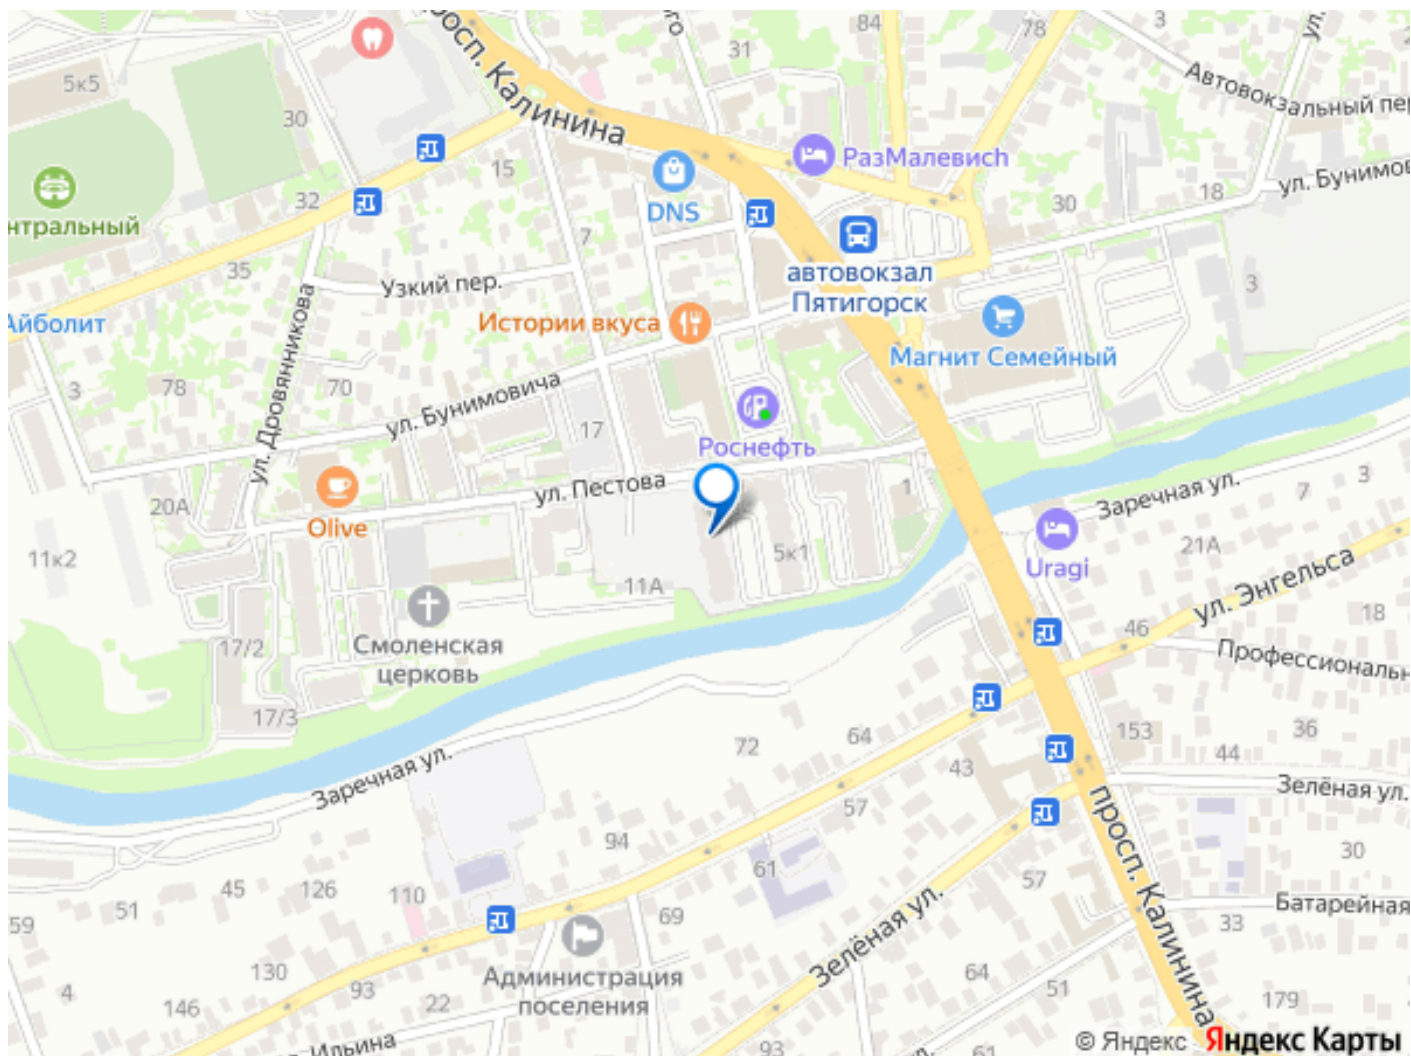 просп. Калинина
84
78
3
31
5к5
30
Автовокзальный пер
РазМалевich
15
DNS
18
ул. Бунимов
32
30
нтральный
7
35
автовокзал
Пятигорск
Узкий пер.
3
Айболит
Истории вкуса
Магнит Семейный
ул. Дровянникова
3
78
70
ул. Бунимовича
17
Роснефть
ул. Пестова
20А
Olive
1
Заречная ул.
7
3
11к2
5к1
Uragi
21А
ул. Энгельса
11А
Смоленская
церковь
17/2
46
18
Профессиональн
17/3
72
64
153
36
44
43
Заречная ул.
57
Зелёная ул.
просп. Калинина
94
61
30
45
126
110
57
51
59
69
Батарейная
33
Зелёная ул.
Администрация
поселения
130
93
22
4
146
64
51
179
Ильина
93
61
© Яндекс Яндекс Карты